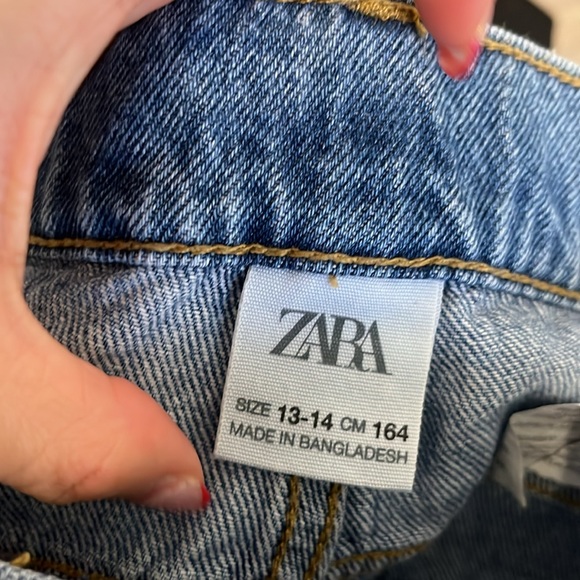 ZARA
SIZE 13-14 CM 164
MADE IN BANGLADESH